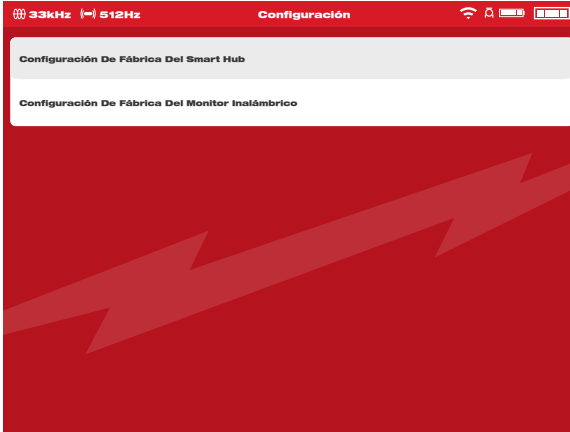 33kHz 512Hz Configuración
Configuración De Fábrica Del Smart Hub
Configuración De Fábrica Del Monitor Inalámbrico